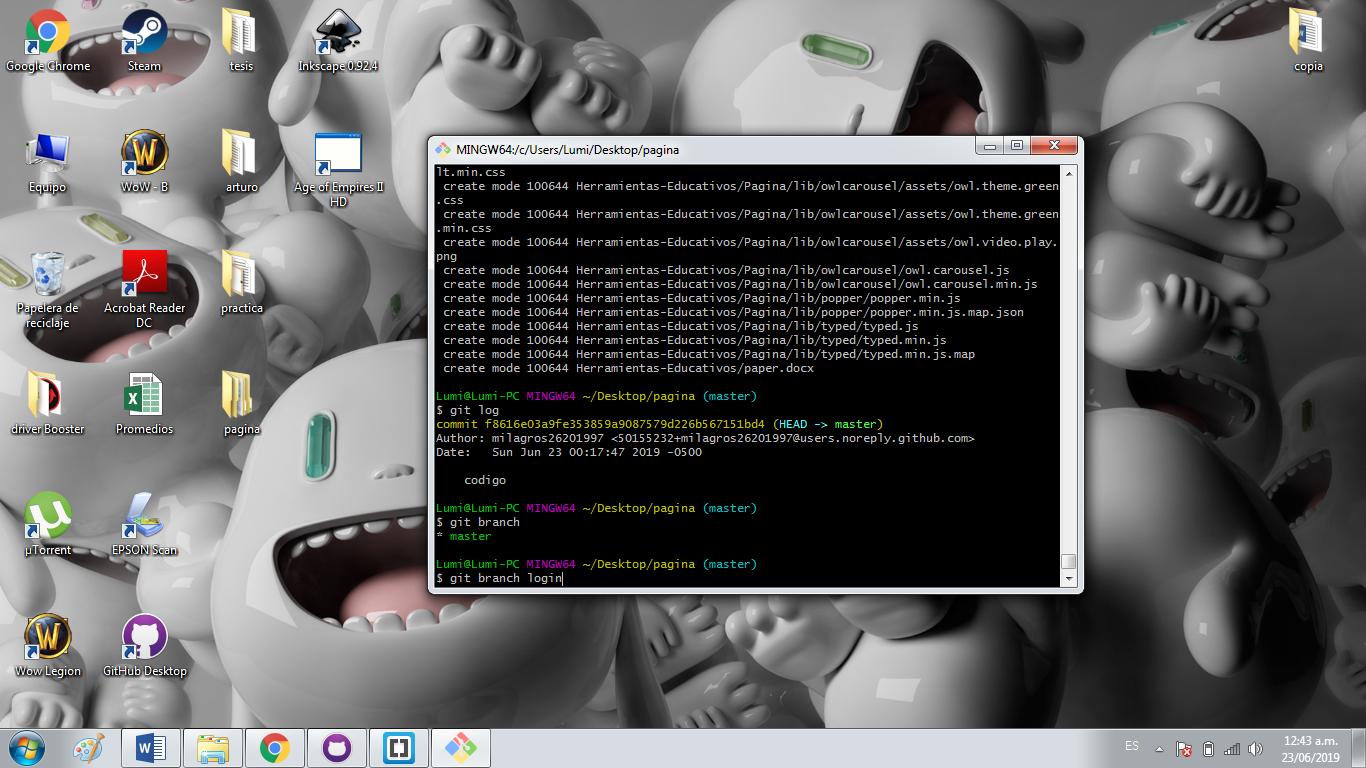 Google Chrome
Steam
tesis
Inkscape 0.92.4
copia
Equipo
WoW - B
arturo
Age of Empires II
HD
Papelera de
reciclaje
Acrobat Reader
DC
practica
driver Booster
Promedios
pagina
µTorrent
EPSON Scan
Wow Legion
GitHub Desktop
MINGW64:/c/Users/Lumi/Desktop/pagina
lt.min.css
create mode 100644 Herramientas-Educativos/Pagina/lib/owlcarousel/assets/owl.theme.green
.css
create mode 100644 Herramientas-Educativos/Pagina/lib/owlcarousel/assets/owl.theme.green
.min.css
create mode 100644 Herramientas-Educativos/Pagina/lib/owlcarousel/assets/owl.video.play.
png
create mode 100644 Herramientas-Educativos/Pagina/lib/owlcarousel/owl.carousel.js
create mode 100644 Herramientas-Educativos/Pagina/lib/owlcarousel/owl.carousel.min.js
create mode 100644 Herramientas-Educativos/Pagina/lib/popper/popper.min.js
create mode 100644 Herramientas-Educativos/Pagina/lib/popper/popper.min.js.map.json
create mode 100644 Herramientas-Educativos/Pagina/lib/typed/typed.js
create mode 100644 Herramientas-Educativos/Pagina/lib/typed/typed.min.js
create mode 100644 Herramientas-Educativos/Pagina/lib/typed/typed.min.js.map
create mode 100644 Herramientas-Educativos/paper.docx
Lumi@Lumi-PC MINGW64 ~/Desktop/pagina (master)
$ git log
commit f8616e03a9fe353859a9087579d226b567151bd4 (HEAD -> master)
Author: milagros26201997 <50155232+milagros26201997@users.noreply.github.com>
Date: Sun Jun 23 00:17:47 2019 -0500
codigo
Lumi@Lumi-PC MINGW64 ~/Desktop/pagina (master)
$ git branch
* master
Lumi@Lumi-PC MINGW64 ~/Desktop/pagina (master)
$ git branch login
ES
12:43 a.m.
23/06/2019